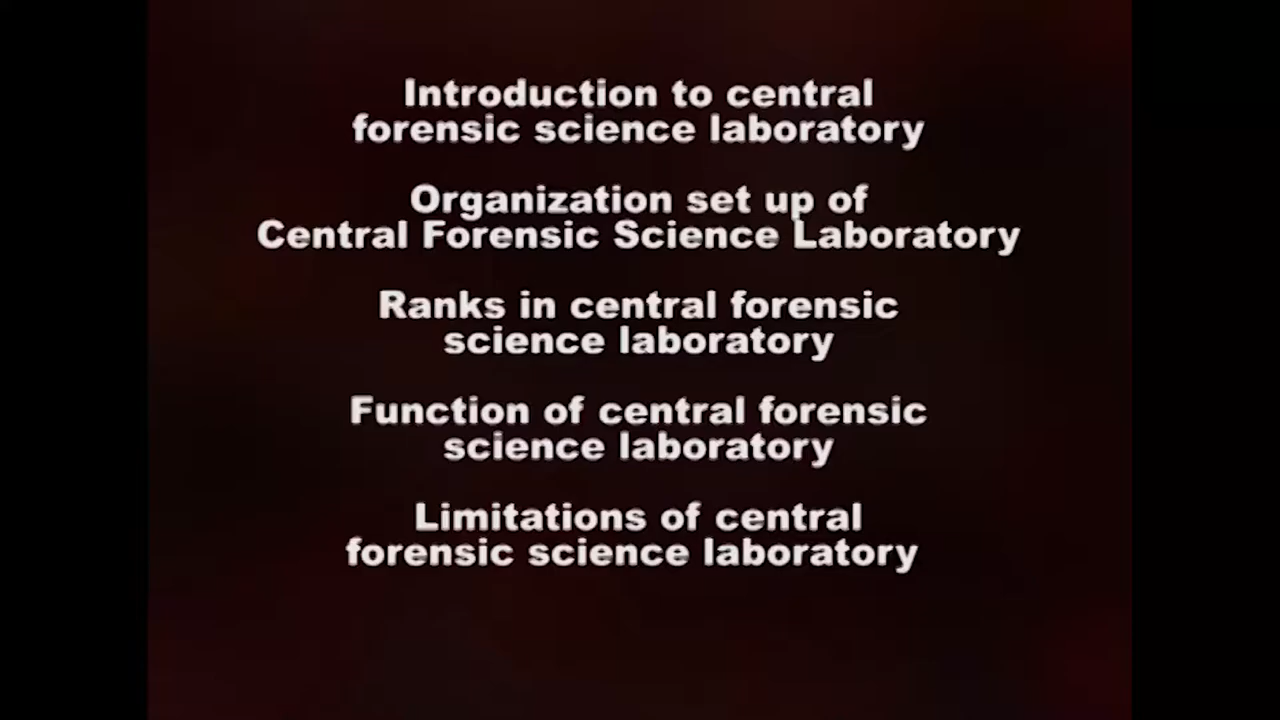 Introduction to central
forensic science laboratory
Organization set up of
Central Forensic Science Laboratory
Ranks in central forensic
science laboratory
Function of central forensic
science laboratory
Limitations of central
forensic science laboratory